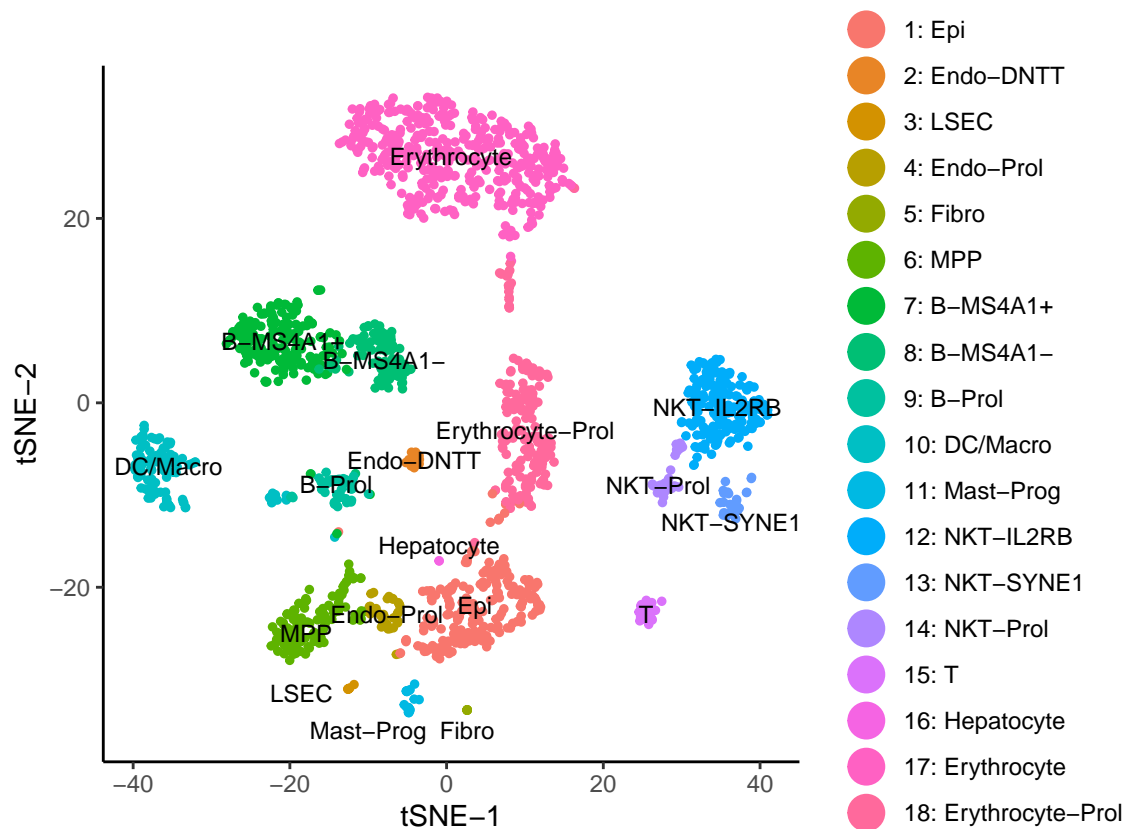 1: Epi
2: Endo−DNTT
3: LSEC
4: Endo−Prol
5: Fibro
6: MPP
7: B−MS4A1+
8: B−MS4A1−
9: B−Prol
10: DC/Macro
11: Mast−Prog
12: NKT−IL2RB
13: NKT−SYNE1
14: NKT−Prol
15: T
16: Hepatocyte
17: Erythrocyte
18: Erythrocyte−Prol
tSNE−2
20
0
−20
Erythrocyte
B−MS4A1+
B−MS4A1−
NKT−IL2RB
Erythrocyte−Prol
Endo−DNTT
DC/Macro
B−Prol
NKT−Prol
NKT−SYNE1
Hepatocyte
Epi
Endo−Prol
T
MPP
LSEC
Mast−Prog
Fibro
−40
−20
0
20
40
tSNE−1